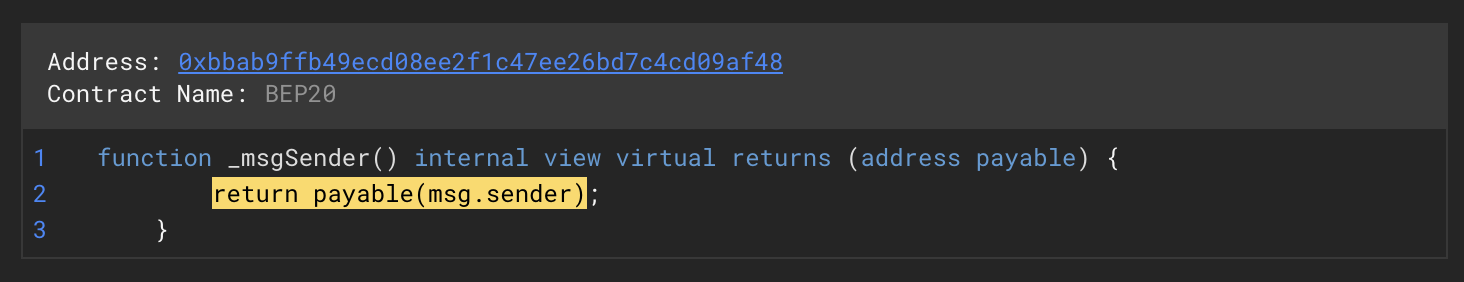 Address: 0xbbab9ffb49ecd08ee2f1c47ee26bd7c4cd09af48
Contract Name: BEP20
1 function _msgSender() internal view virtual returns (address payable) {
2 return payable(msg.sender);
3 }